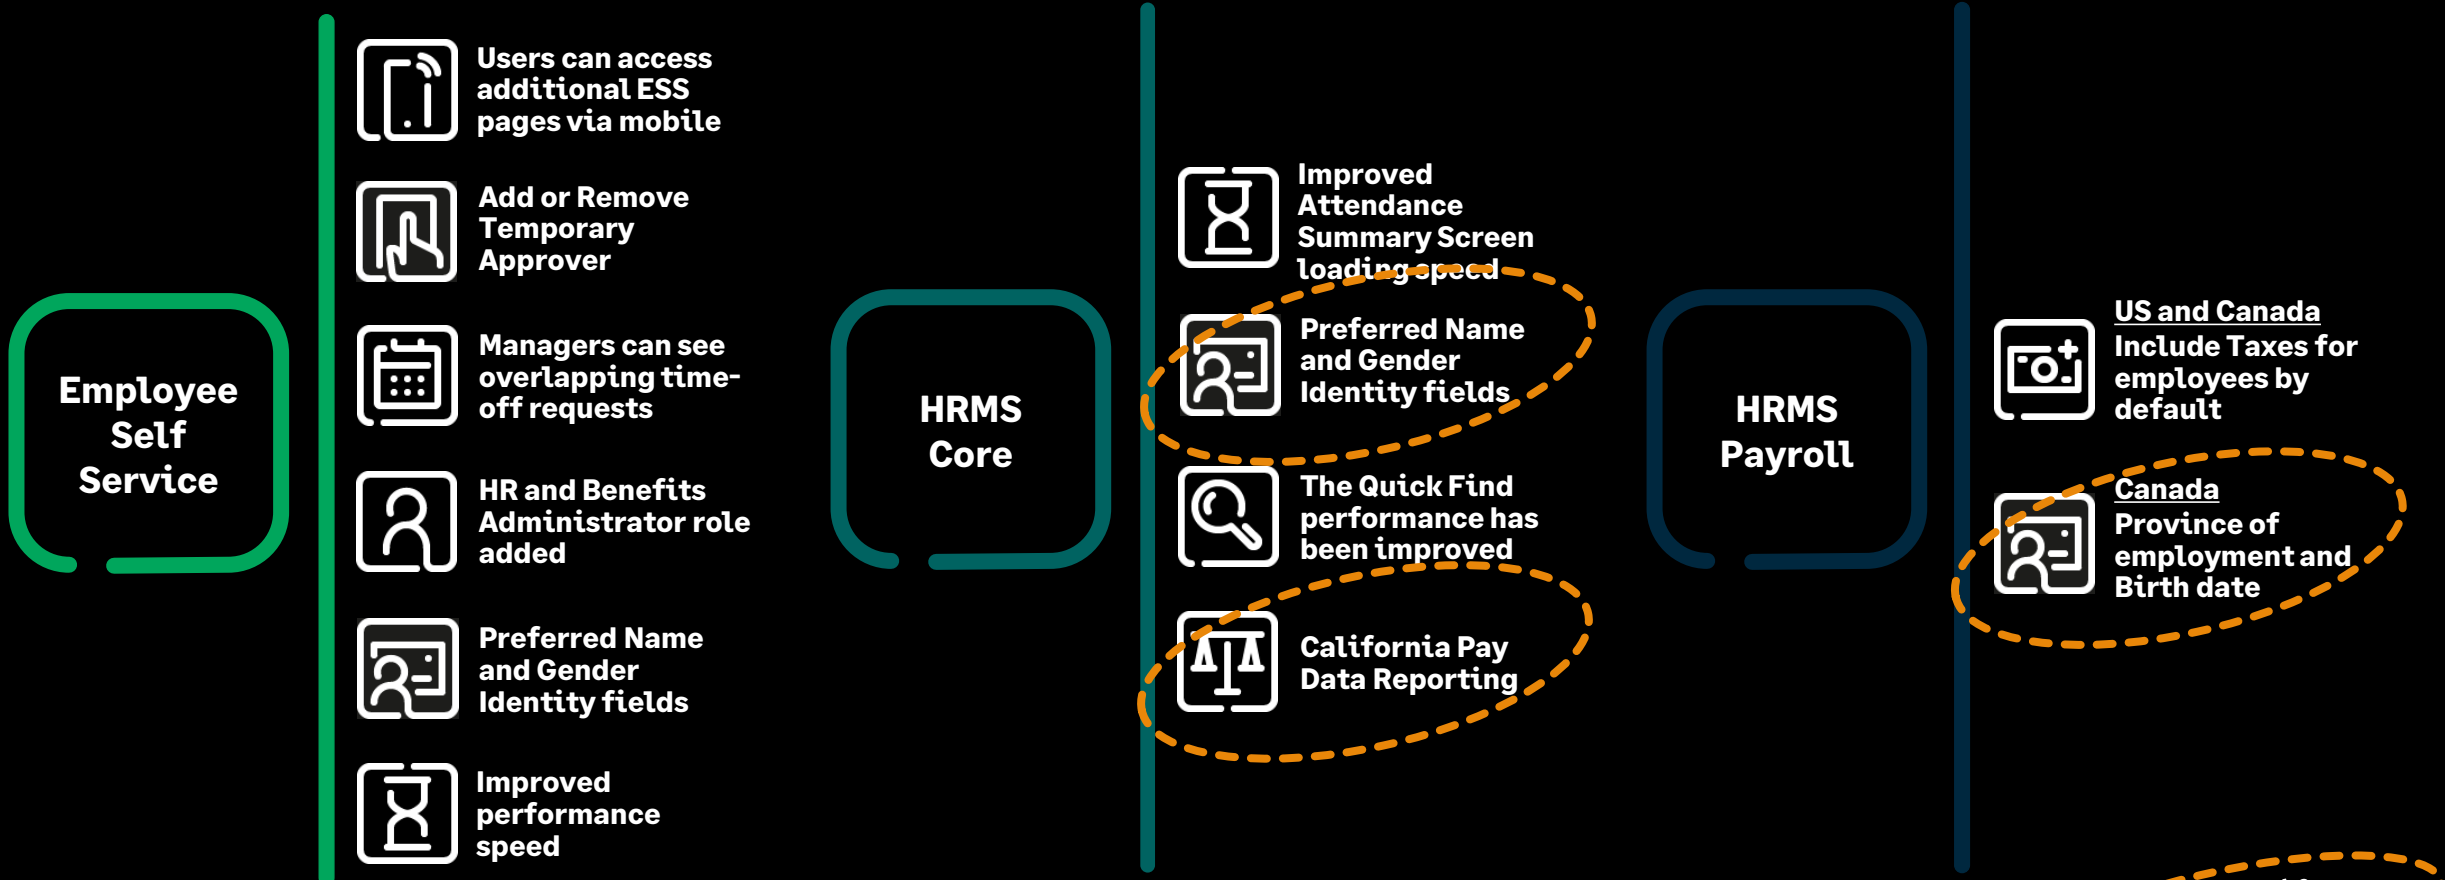 Employee
Self
Service
Users can access
additional ESS
pages via mobile
Add or Remove
Temporary
Approver
Managers can see
overlapping time-
off requests
HR and Benefits
Administrator role
added
Preferred Name
and Gender
Identity fields
Improved
performance
speed
HRMS
Core
Improved
Attendance
Summary Screen
loading speed
Preferred Name
and Gender
Identity fields
The Quick Find
performance has
been improved
California Pay
Data Reporting
HRMS
Payroll
US and Canada
Include Taxes for
employees by
default
Canada
Province of
employment and
Birth date